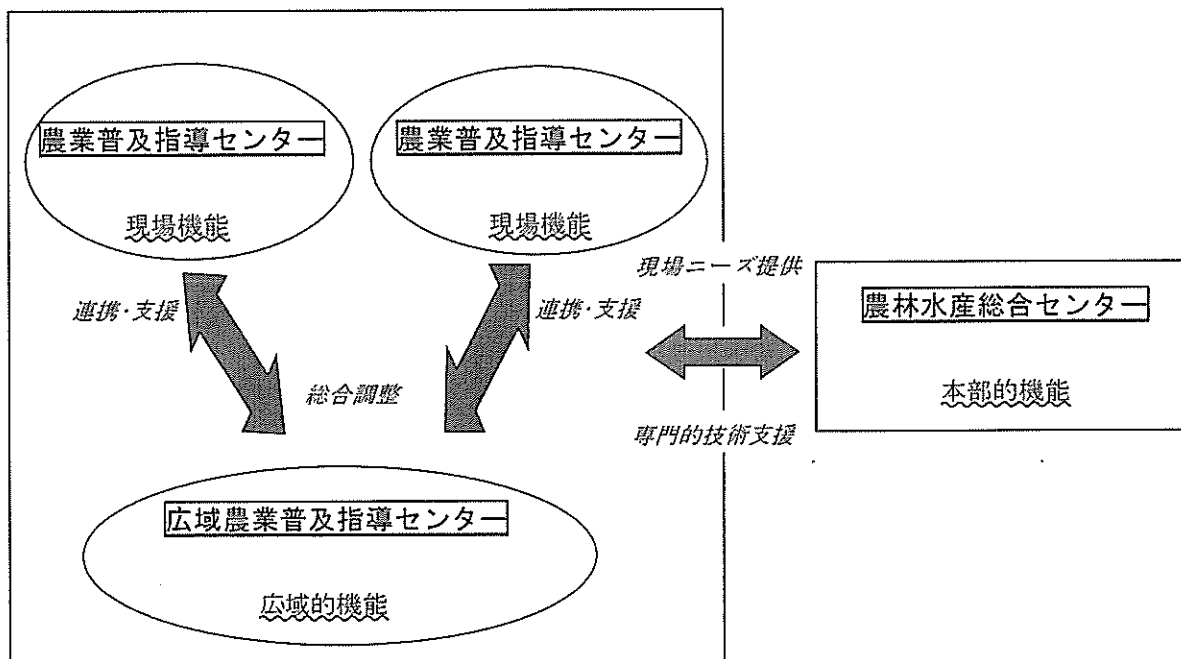 農業普及指導センター
農業普及指導センター
現場機能
現場機能
連携・支援
連携・支援
現場ニーズ提供
農林水産総合センター
総合調整
本部的機能
専門的技術支援
広域農業普及指導センター
広域的機能